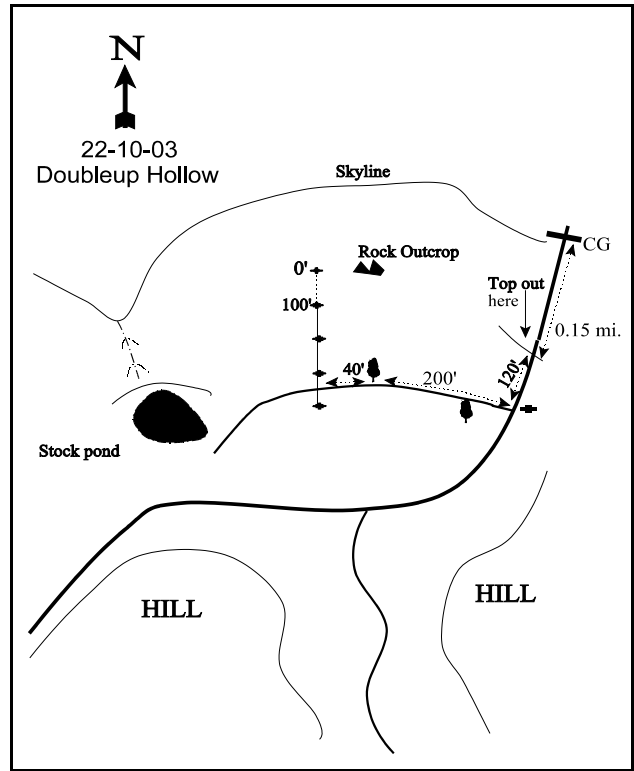 N
22-10-03
Doubleup Hollow
Skyline
CG
Rock Outcrop
0'
Top out
here
100'
0.15 mi.
40'
200'
120'
Stock pond
HILL
HILL